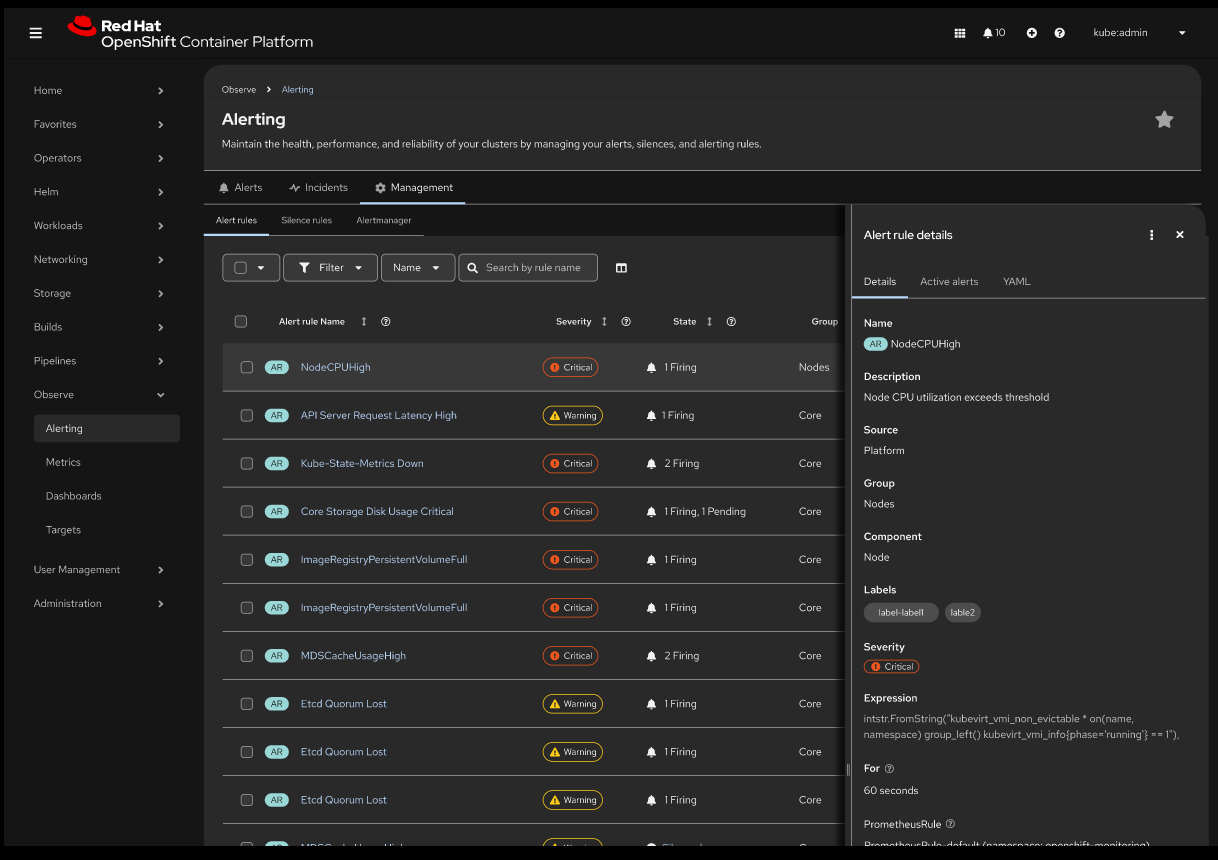 Red Hat
OpenShift Container Platform
10
kube:admin
Home
Favorites
Operators
Helm
Workloads
Networking
Storage
Builds
Pipelines
Observe
Alerting
Metrics
Dashboards
Targets
User Management
Administration
Observe > Alerting
Alerting
Maintain the health, performance, and reliability of your clusters by managing your alerts, silences, and alerting rules.
Alerts Incidents Management
Alert rules Silence rules Alertmanager
Filter Name Search by rule name
Alert rule Name Severity State Group
AR NodeCPUHigh Critical 1 Firing Nodes
AR API Server Request Latency High Warning 1 Firing Core
AR Kube-State-Metrics Down Critical 2 Firing Core
AR Core Storage Disk Usage Critical Critical 1 Firing, 1 Pending Core
AR ImageRegistryPersistentVolumeFull Critical 1 Firing Core
AR ImageRegistryPersistentVolumeFull Critical 1 Firing Core
AR MDSCacheUsageHigh Critical 2 Firing Core
AR Etcd Quorum Lost Warning 1 Firing Core
AR Etcd Quorum Lost Warning 1 Firing Core
AR Etcd Quorum Lost Warning 1 Firing Core
Alert rule details
Details Active alerts YAML
Name
AR NodeCPUHigh
Description
Node CPU utilization exceeds threshold
Source
Platform
Group
Nodes
Component
Node
Labels
label-label1 lable2
Severity
Critical
Expression
intstr.FromString("kubevirt_vmi_non_evictable * on(name,
namespace) group_left() kubevirt_vmi_info{phase='running'} == 1"),
For
60 seconds
PrometheusRule
PrometheusRule-default (namespace: openshift-monitoring)